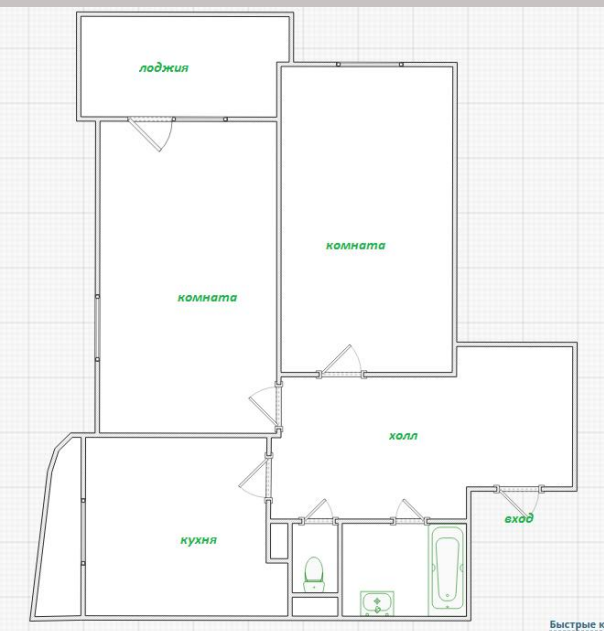 лоджия
комната
комната
холл
вход
кухня
Быстрые к